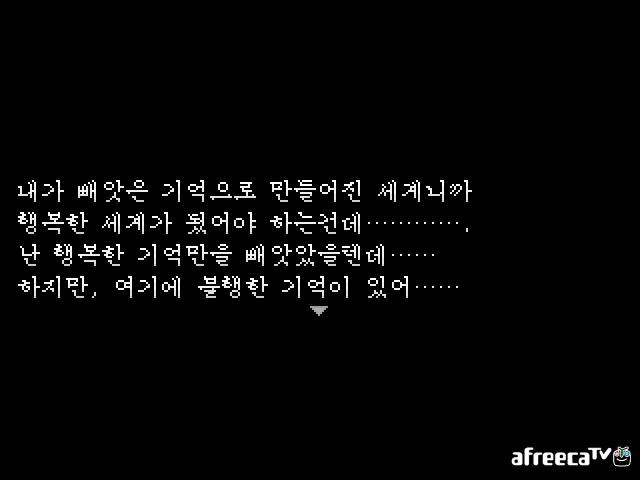 내가 빼앗은 기억으로 만들어진 세계니까
행복한 세계가 됐어야 하는건데………….
난 행복한 기억만을 빼앗았을텐데……
하지만, 여기에 불행한 기억이 있어……
afreecaTV